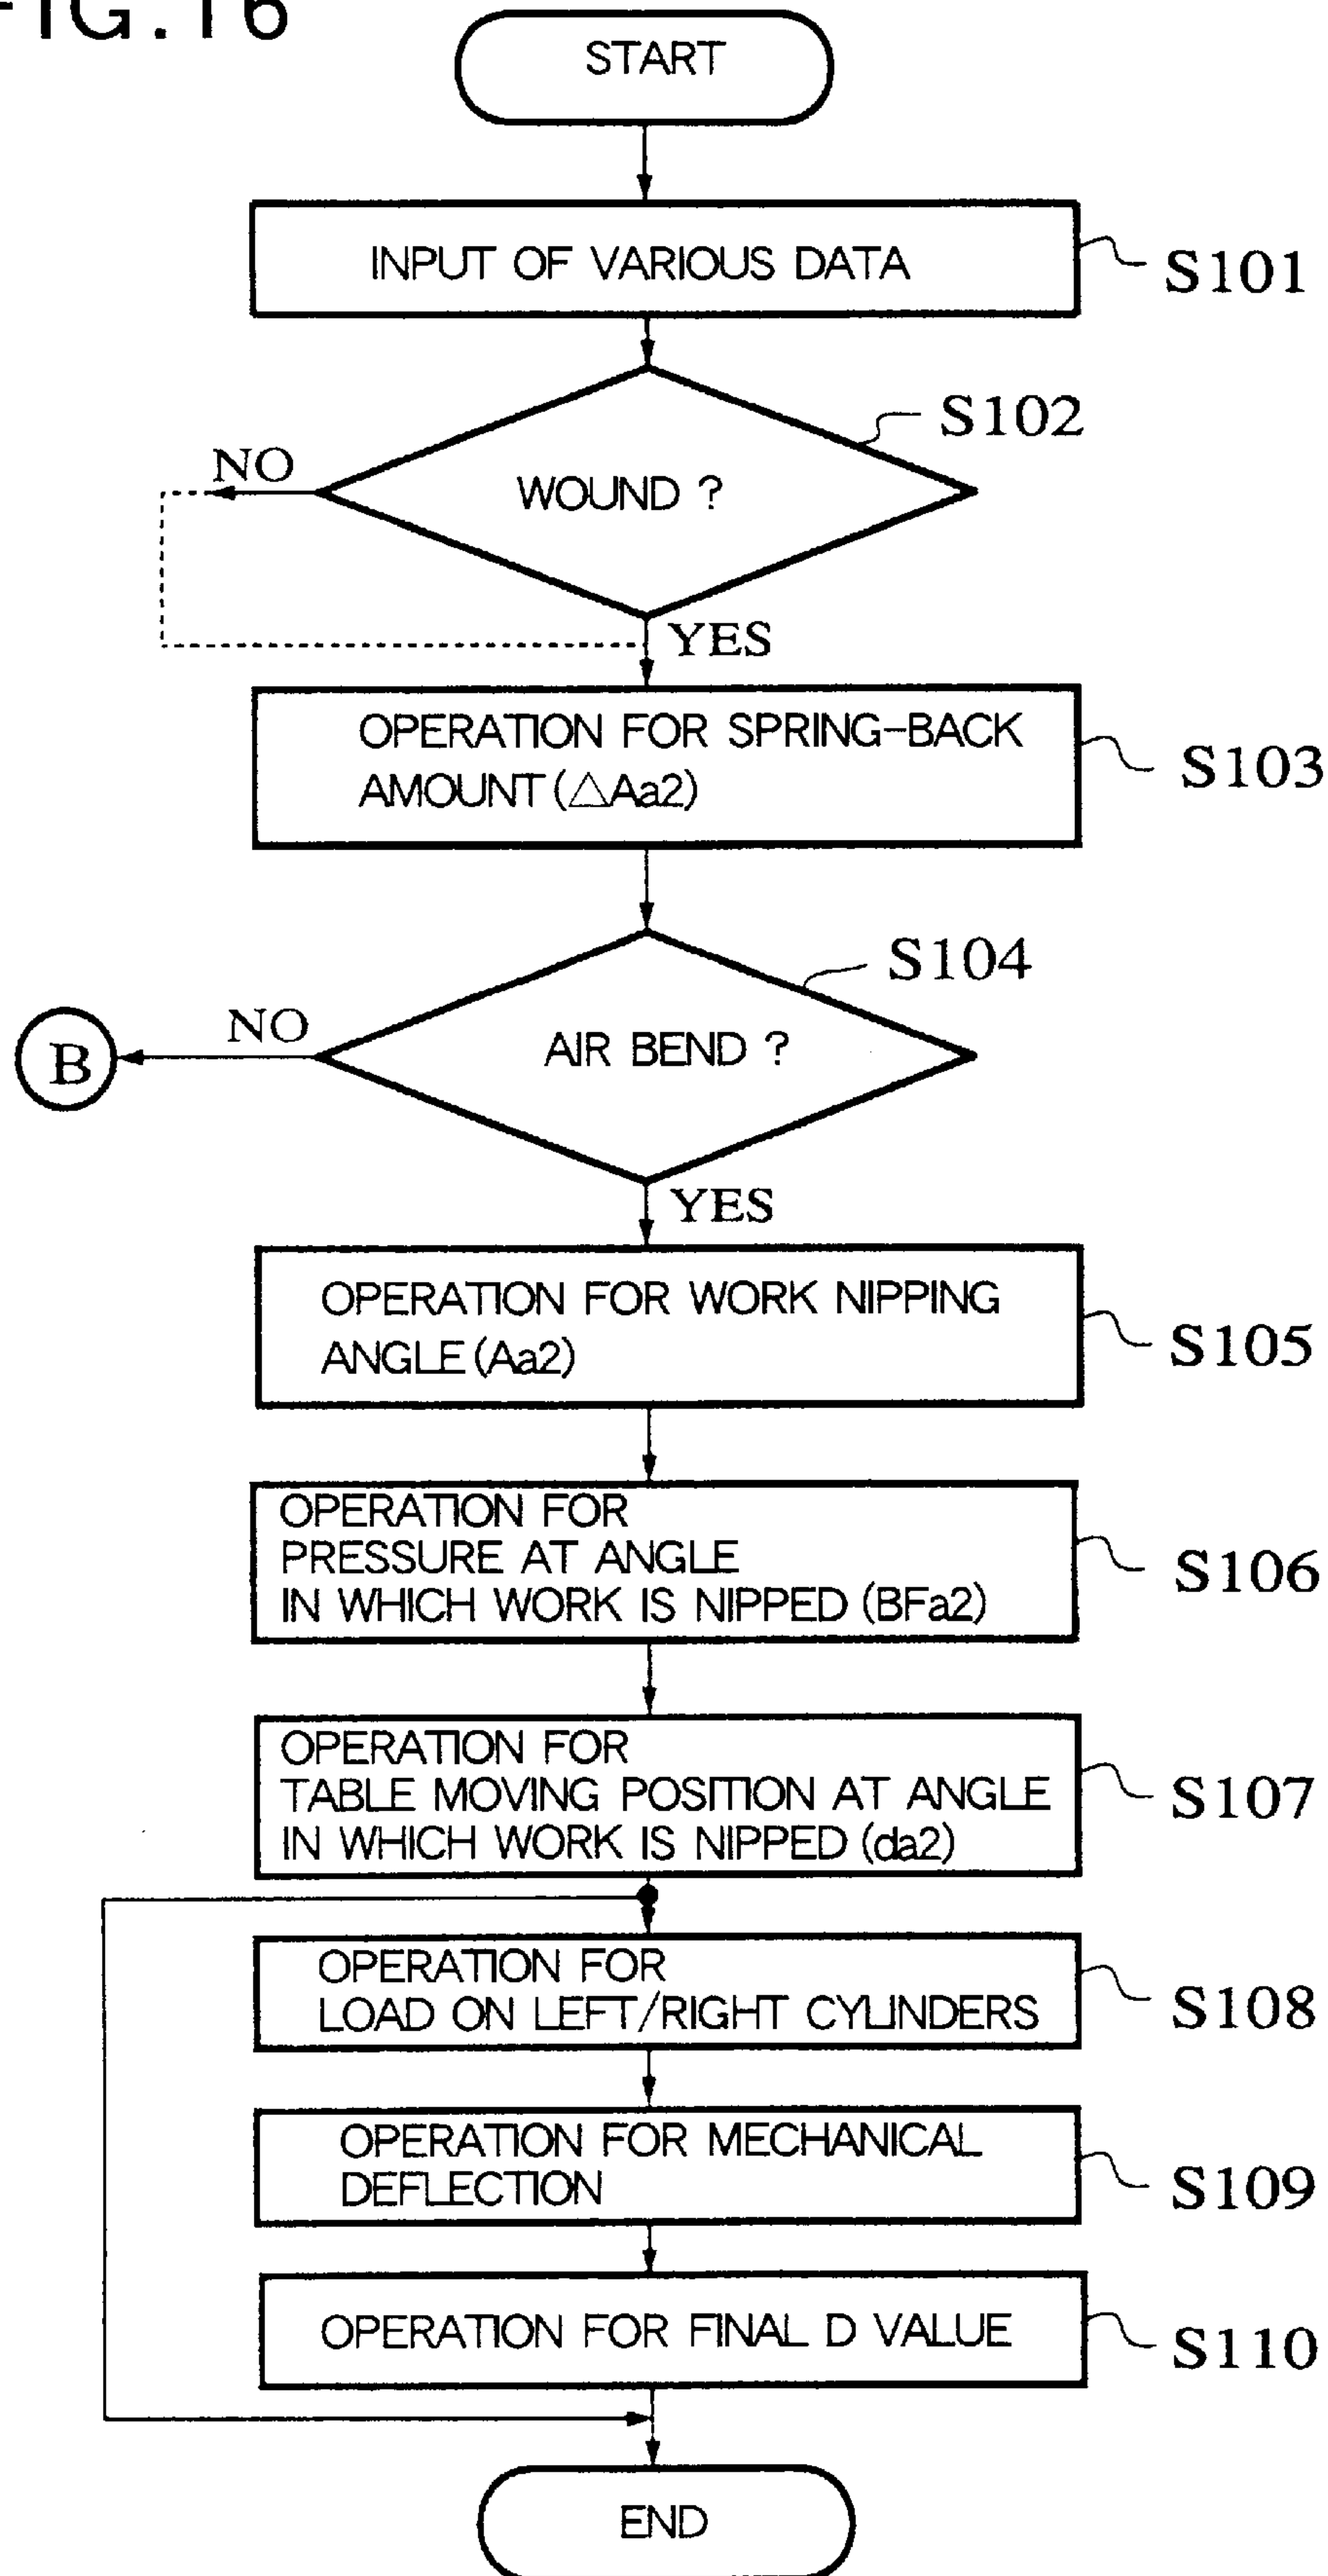 FIG.16
START
INPUT OF VARIOUS DATA
S101
S102
NO
WOUND ?
YES
OPERATION FOR SPRING-BACK
AMOUNT (△Aa2)
S103
S104
NO
B
AIR BEND ?
YES
OPERATION FOR WORK NIPPING
ANGLE (Aa2)
S105
OPERATION FOR
PRESSURE AT ANGLE
IN WHICH WORK IS NIPPED (BFa2)
S106
OPERATION FOR
TABLE MOVING POSITION AT ANGLE
IN WHICH WORK IS NIPPED (da2)
S107
OPERATION FOR
LOAD ON LEFT/RIGHT CYLINDERS
S108
OPERATION FOR MECHANICAL
DEFLECTION
S109
OPERATION FOR FINAL D VALUE
S110
END